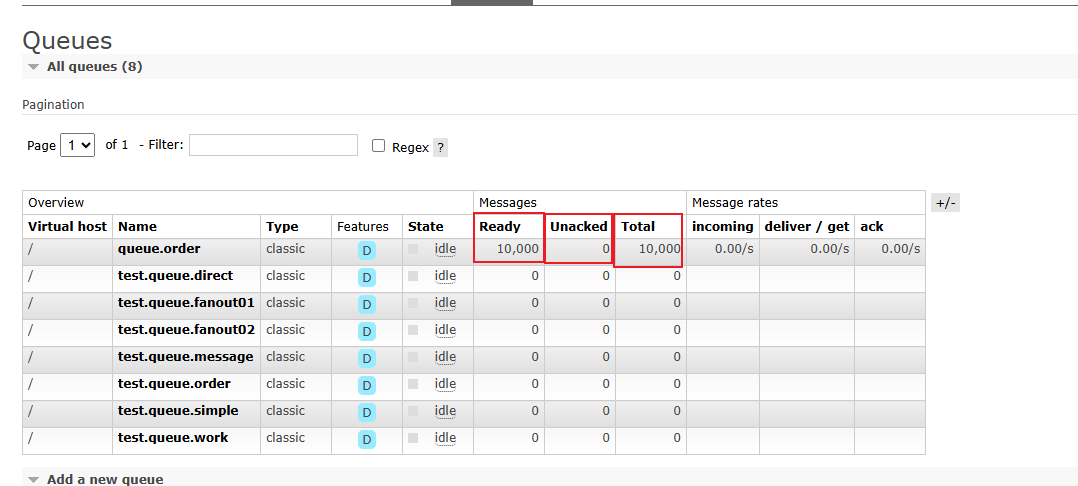 Queues
All queues (8)
Pagination
Page 1 of 1 - Filter: Regex ?
Overview Messages Message rates +/-
Virtual host Name Type Features State Ready Unacked Total incoming deliver / get ack
/ queue.order classic D idle 10,000 0 10,000 0.00/s 0.00/s 0.00/s
/ test.queue.direct classic D idle 0 0 0
/ test.queue.fanout01 classic D idle 0 0 0
/ test.queue.fanout02 classic D idle 0 0 0
/ test.queue.message classic D idle 0 0 0
/ test.queue.order classic D idle 0 0 0
/ test.queue.simple classic D idle 0 0 0
/ test.queue.work classic D idle 0 0 0
Add a new queue